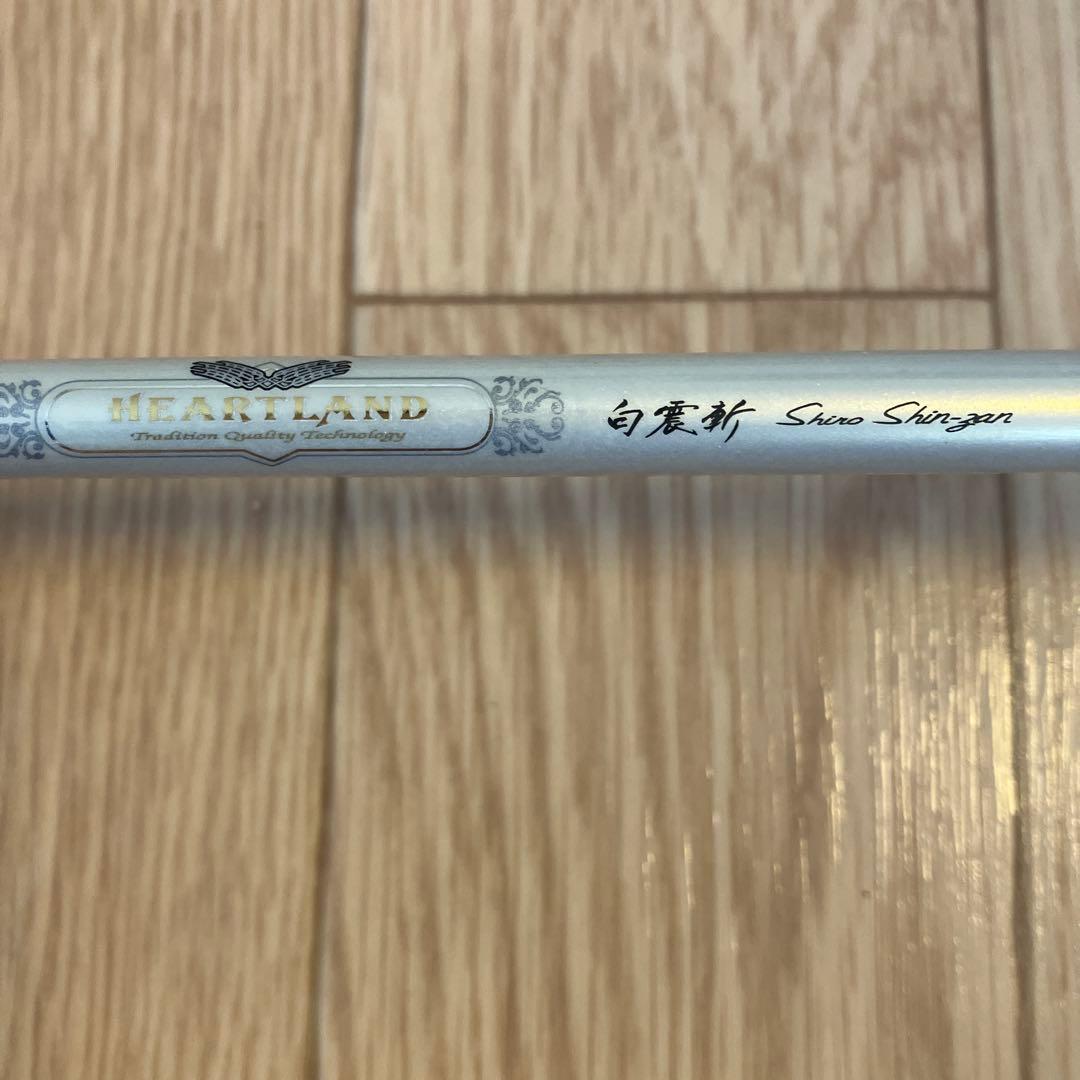 HEARTLAND
Tradition Quality Technology
白震斬 Shiro Shin-zan